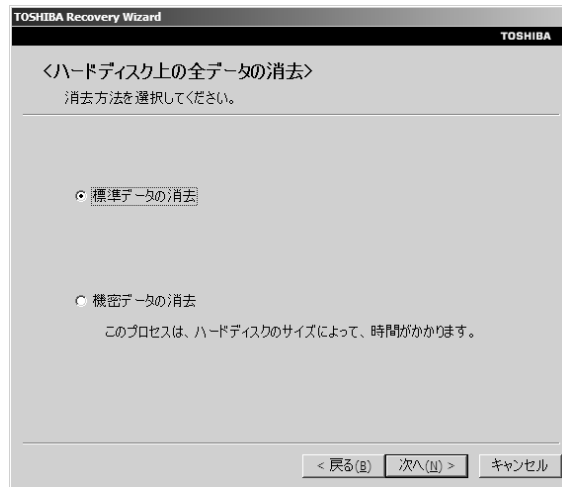 TOSHIBA Recovery Wizard
TOSHIBA
<ハードディスク上の全データの消去>
消去方法を選択してください。
標準データの消去
機密データの消去
このプロセスは、ハードディスクのサイズによって、時間がかかります。
< 戻る(B) 次へ(N) > キャンセル